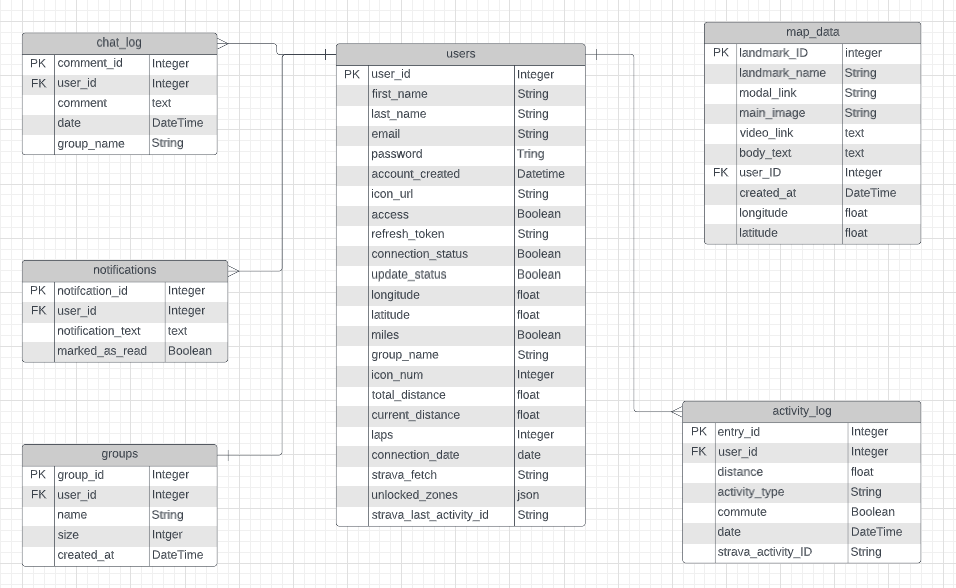 chat_log
PK comment_id Integer
FK user_id Integer
comment text
date DateTime
group_name String
notifications
PK notifcation_id Integer
FK user_id Integer
notification_text text
marked_as_read Boolean
groups
PK group_id Integer
FK user_id Integer
name String
size Intger
created_at DateTime
users
PK user_id Integer
first_name String
last_name String
email String
password Tring
account_created Datetime
icon_url String
access Boolean
refresh_token String
connection_status Boolean
update_status Boolean
longitude float
latitude float
miles Boolean
group_name String
icon_num Integer
total_distance float
current_distance float
laps Integer
connection_date date
strava_fetch String
unlocked_zones json
strava_last_activity_id String
map_data
PK landmark_ID integer
landmark_name String
modal_link String
main_image String
video_link text
body_text text
FK user_ID Integer
created_at DateTime
longitude float
latitude float
activity_log
PK entry_id Integer
FK user_id Integer
distance float
activity_type String
commute Boolean
date DateTime
strava_activity_ID String